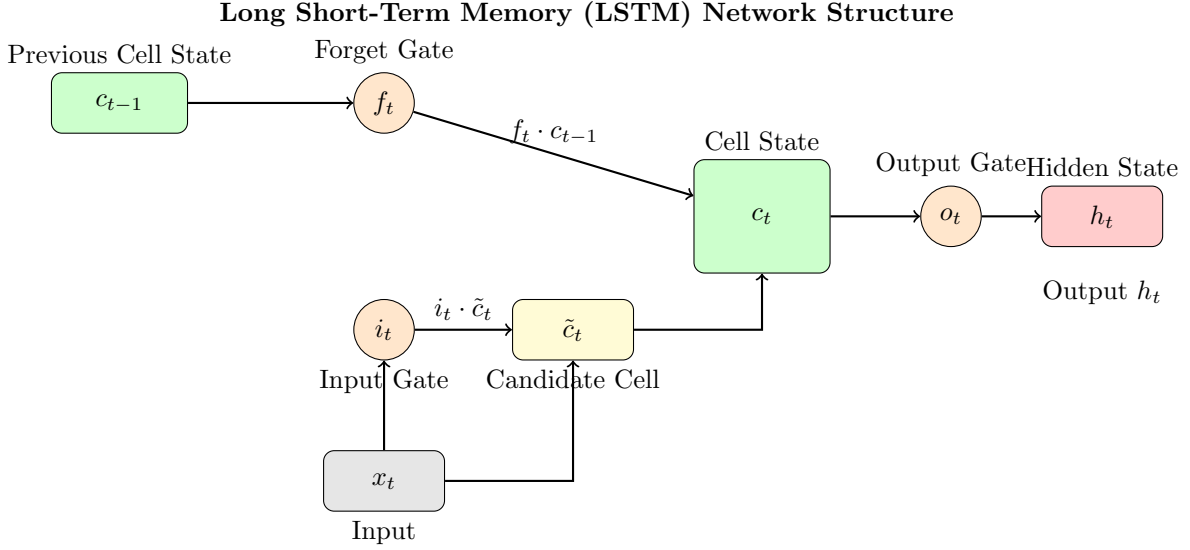 Long Short-Term Memory (LSTM) Network Structure
Previous Cell State
Forget Gate
c_{t−1}
f_t
f_t · c_{t−1}
Cell State
c_t
Output Gate
o_t
Hidden State
h_t
Output h_t
i_t
i_t · c̃_t
c̃_t
Input Gate
Candidate Cell
x_t
Input